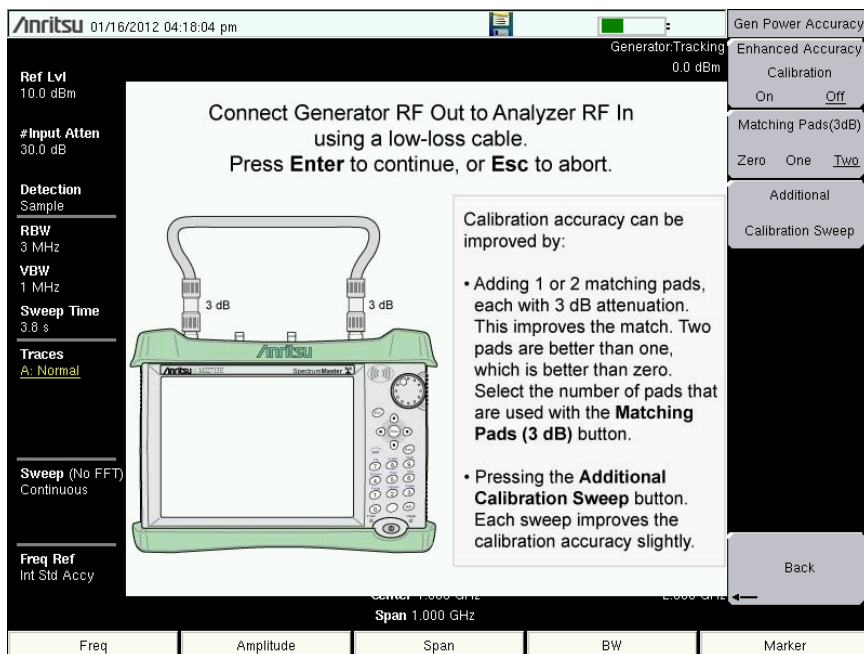 Anritsu 01/16/2012 04:18:04 pm
Gen Power Accuracy
Generator:Tracking
0.0 dBm
Ref Lvl
10.0 dBm
#Input Atten
30.0 dB
Detection
Sample
RBW
3 MHz
VBW
1 MHz
Sweep Time
3.8 s
Traces
A: Normal
Sweep (No FFT)
Continuous
Freq Ref
Int Std Accy
Connect Generator RF Out to Analyzer RF In
using a low-loss cable.
Press Enter to continue, or Esc to abort.
3 dB
3 dB
Anritsu
Anritsu
SpectrumMaster
Calibration accuracy can be
improved by:
• Adding 1 or 2 matching pads,
each with 3 dB attenuation.
This improves the match. Two
pads are better than one,
which is better than zero.
Select the number of pads that
are used with the Matching
Pads (3 dB) button.
• Pressing the Additional
Calibration Sweep button.
Each sweep improves the
calibration accuracy slightly.
Span 1.000 GHz
Enhanced Accuracy
Calibration
On Off
Matching Pads(3dB)
Zero One Two
Additional
Calibration Sweep
Back
Freq
Amplitude
Span
BW
Marker